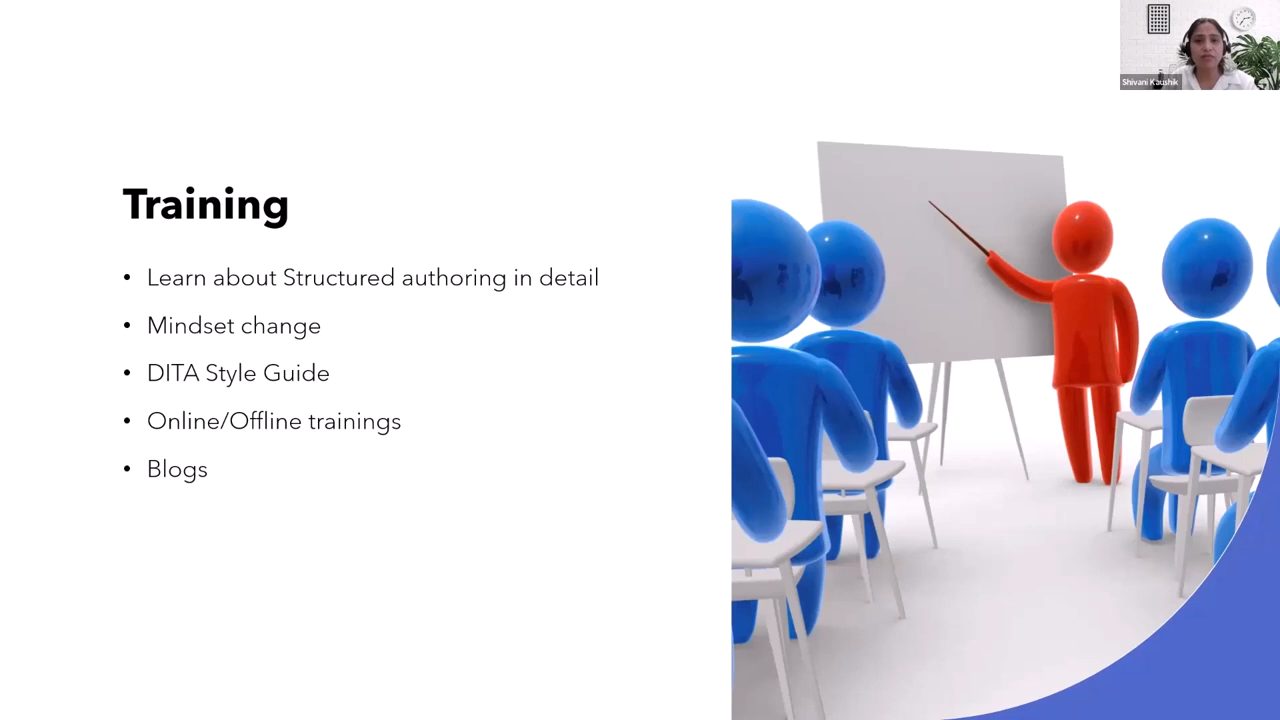 Shivani Kaushik
Training
• Learn about Structured authoring in detail
• Mindset change
• DITA Style Guide
• Online/Offline trainings
• Blogs